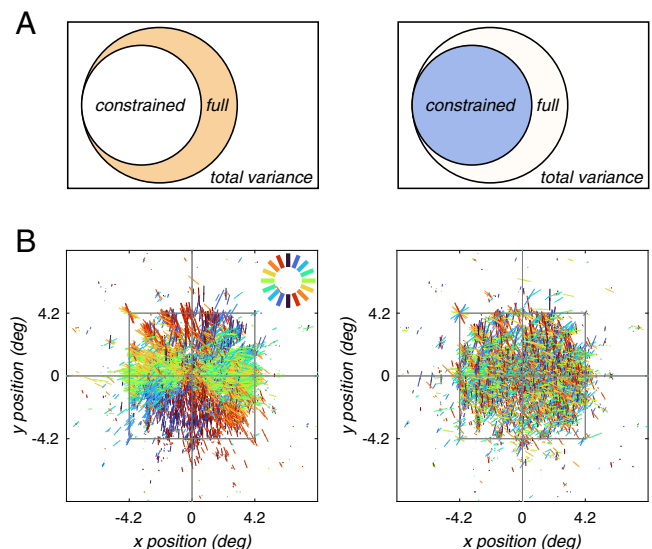 A
constrained full
total variance
constrained full
total variance
B
4.2
0
-4.2
y position (deg)
-4.2 0 4.2
x position (deg)
4.2
0
-4.2
y position (deg)
-4.2 0 4.2
x position (deg)